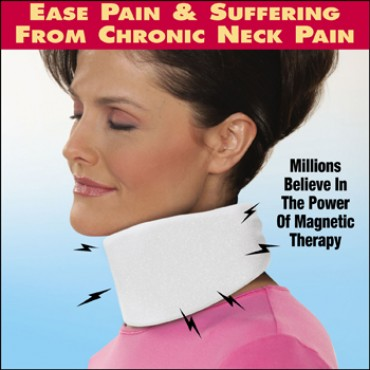 EASE PAIN & SUFFERING
FROM CHRONIC NECK PAIN
Millions
Believe In
The Power
Of Magnetic
Therapy